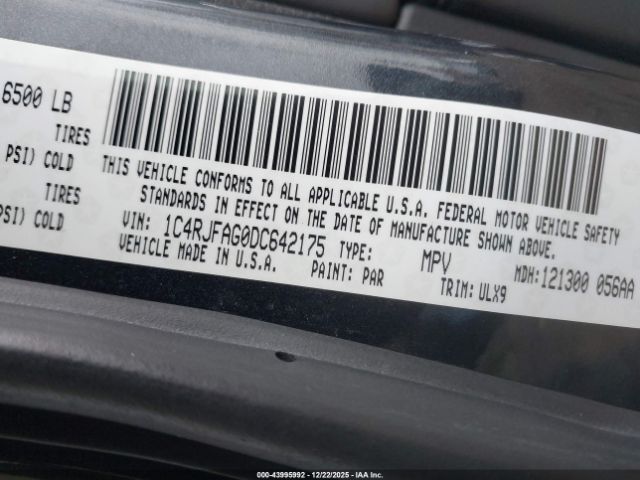 6500 LB
TIRES
PSI) COLD
TIRES
PSI) COLD
THIS VEHICLE CONFORMS TO ALL APPLICABLE U.S.A. FEDERAL MOTOR VEHICLE SAFETY
STANDARDS IN EFFECT ON THE DATE OF MANUFACTURE SHOWN ABOVE.
VIN: 1C4RJFAG0DC642175 TYPE: MPV MDH:121300 056AA
VEHICLE MADE IN U.S.A. PAINT: PAR TRIM: ULX9
000-43995992 - 12/22/2025 - IAA Inc.